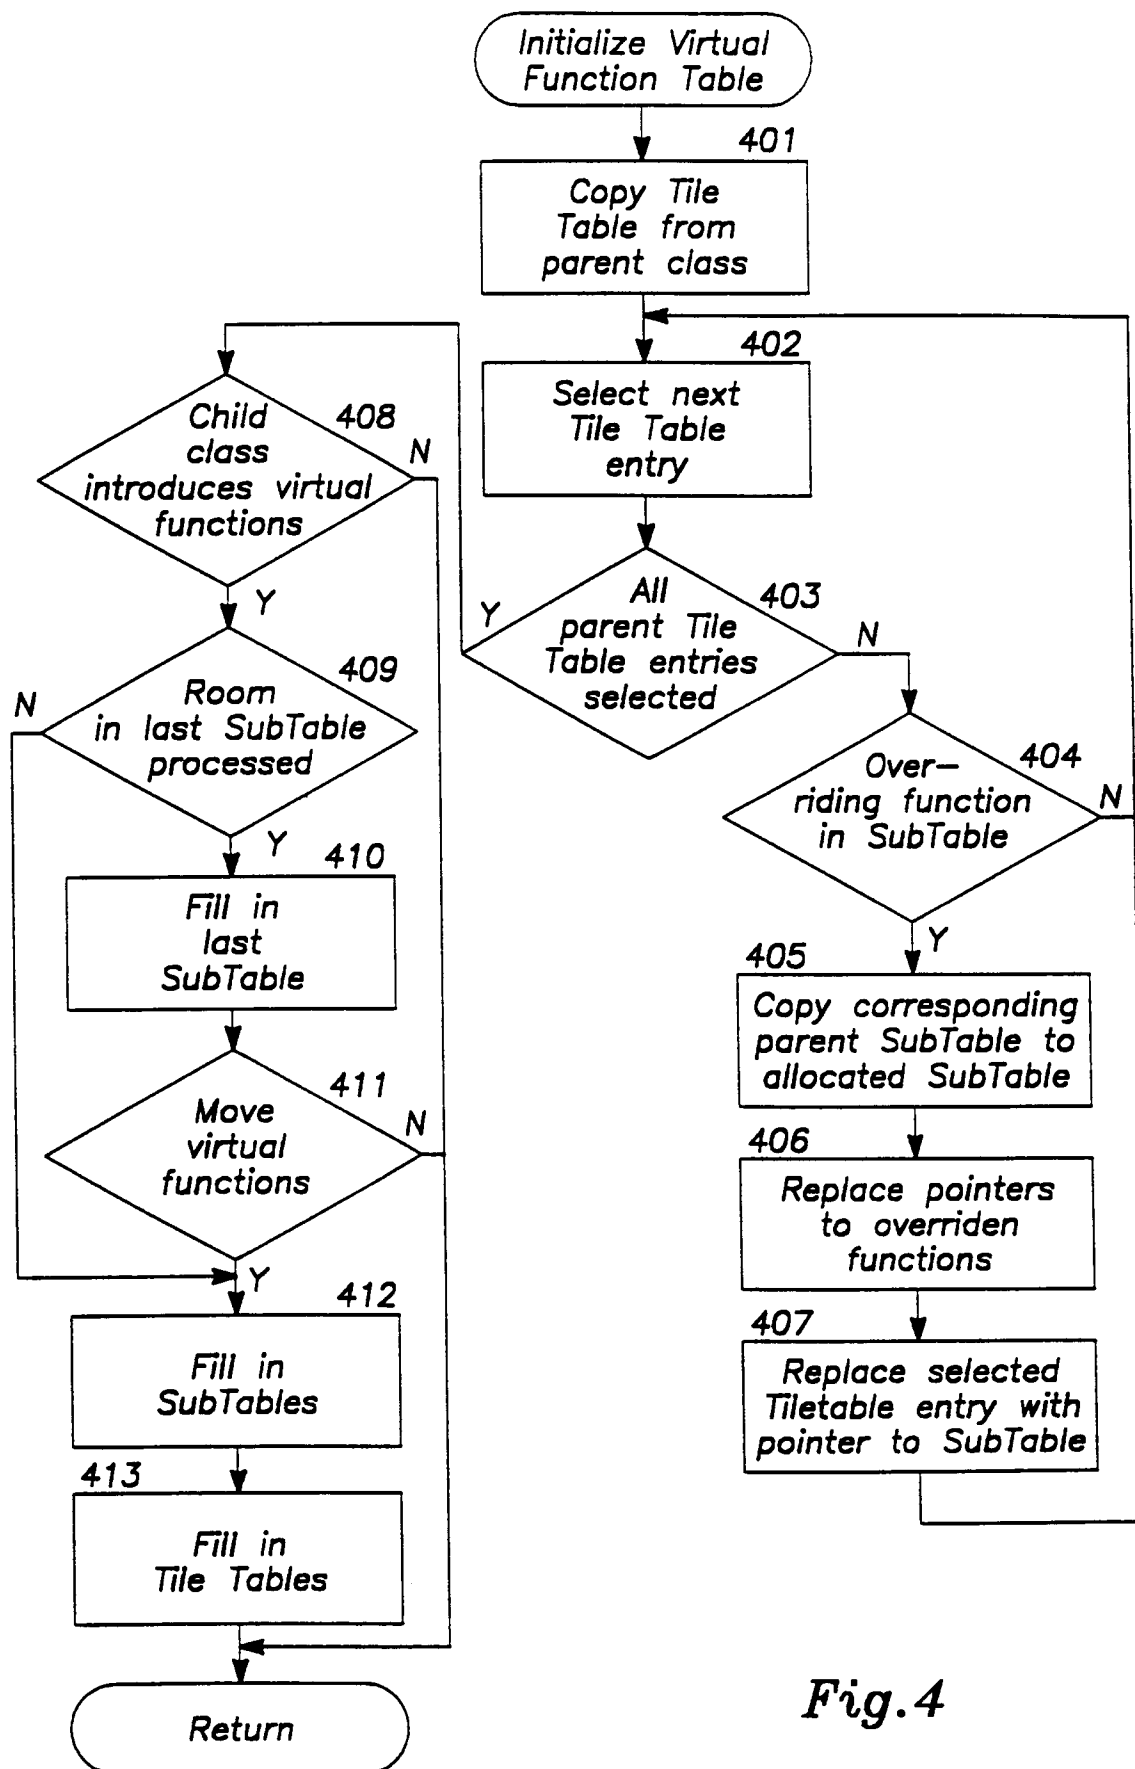 Initialize Virtual
Function Table
401
Copy Tile
Table from
parent class
402
Select next
Tile Table
entry
403
All
parent Tile
Table entries
selected
Y
N
404
Over-
riding function
in SubTable
N
Y
405
Copy corresponding
parent SubTable to
allocated SubTable
406
Replace pointers
to overriden
functions
407
Replace selected
Tiletable entry with
pointer to SubTable
408
Child
class
introduces virtual
functions
N
Y
409
Room
in last SubTable
processed
N
Y
410
Fill in
last
SubTable
411
Move
virtual
functions
N
Y
412
Fill in
SubTables
413
Fill in
Tile Tables
Return
Fig.4